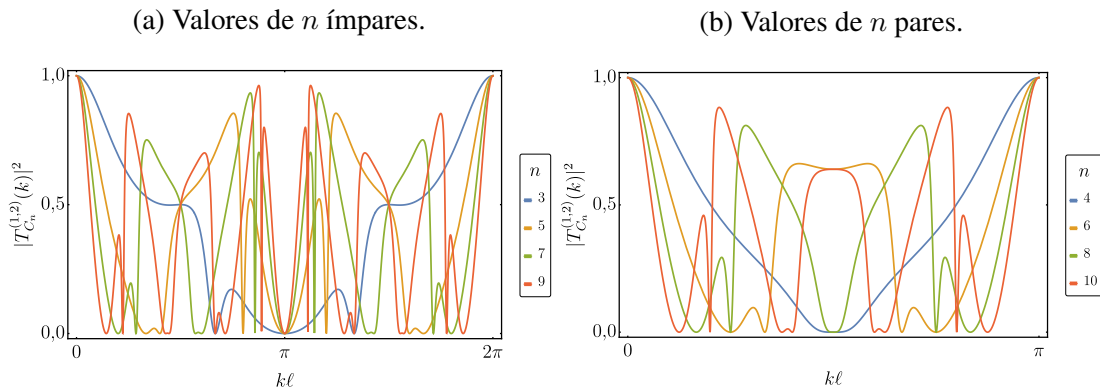 (a) Valores de n ímpares.
1,0
0,5
0,0
|T_{C_n}^{(1,2)}(k)|^2
0
π
2π
kℓ
n
3
5
7
9
(b) Valores de n pares.
1,0
0,5
0,0
|T_{C_n}^{(1,2)}(k)|^2
0
π
kℓ
n
4
6
8
10